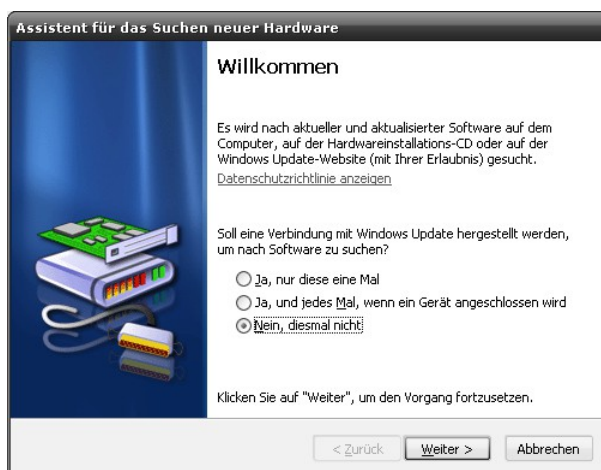 Assistent für das Suchen neuer Hardware
Willkommen
Es wird nach aktueller und aktualisierter Software auf dem
Computer, auf der Hardwareinstallations-CD oder auf der
Windows Update-Website (mit Ihrer Erlaubnis) gesucht.
Datenschutzrichtlinie anzeigen
Soll eine Verbindung mit Windows Update hergestellt werden,
um nach Software zu suchen?
Ja, nur diese eine Mal
Ja, und jedes Mal, wenn ein Gerät angeschlossen wird
Nein, diesmal nicht
Klicken Sie auf "Weiter", um den Vorgang fortzusetzen.
< Zurück
Weiter >
Abbrechen